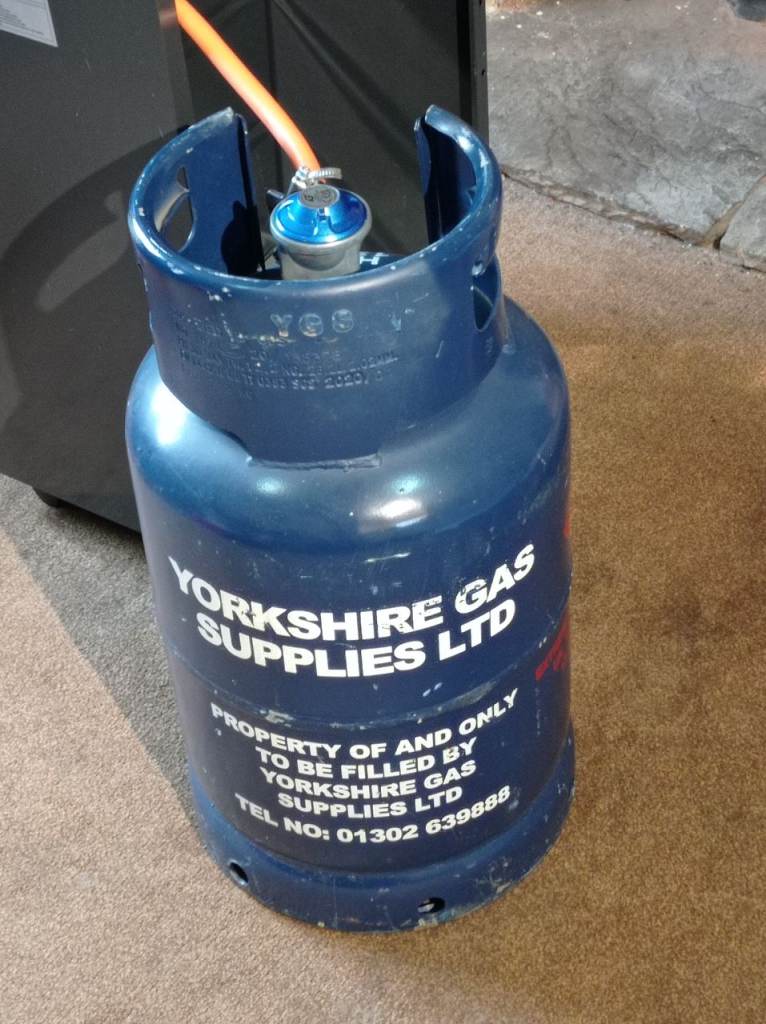 YGS
2020
YORKSHIRE GAS
SUPPLIES LTD
PROPERTY OF AND ONLY
TO BE FILLED BY
YORKSHIRE GAS
SUPPLIES LTD
TEL NO: 01302 639888